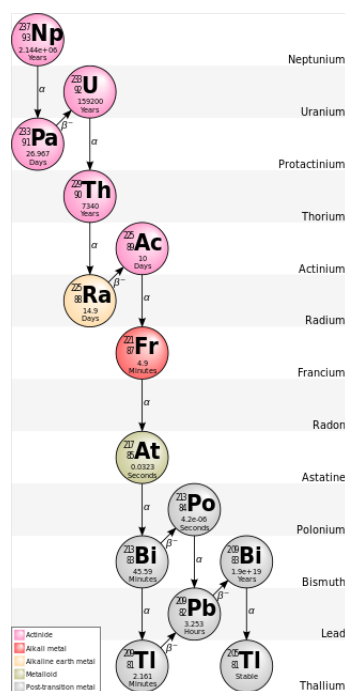 237
93
Np
2.144e+06
Years
Neptunium
α
233
92
U
159200
Years
Uranium
β⁻
233
91
Pa
26.967
Days
α
Protactinium
229
90
Th
7340
Years
Thorium
α
225
89
Ac
10
Days
Actinium
β⁻
225
88
Ra
14.9
Days
α
Radium
221
87
Fr
4.9
Minutes
Francium
α
Radon
217
85
At
0.0323
Seconds
Astatine
α
213
84
Po
4.2e-06
Seconds
Polonium
β⁻
213
83
Bi
45.59
Minutes
α
209
83
Bi
1.9e+19
Years
Bismuth
β⁻
α
209
82
Pb
3.253
Hours
α
Lead
β⁻
209
81
Tl
2.161
Minutes
205
81
Tl
Stable
Thallium
Actinide
Alkali metal
Alkaline earth metal
Metalloid
Post-transition metal